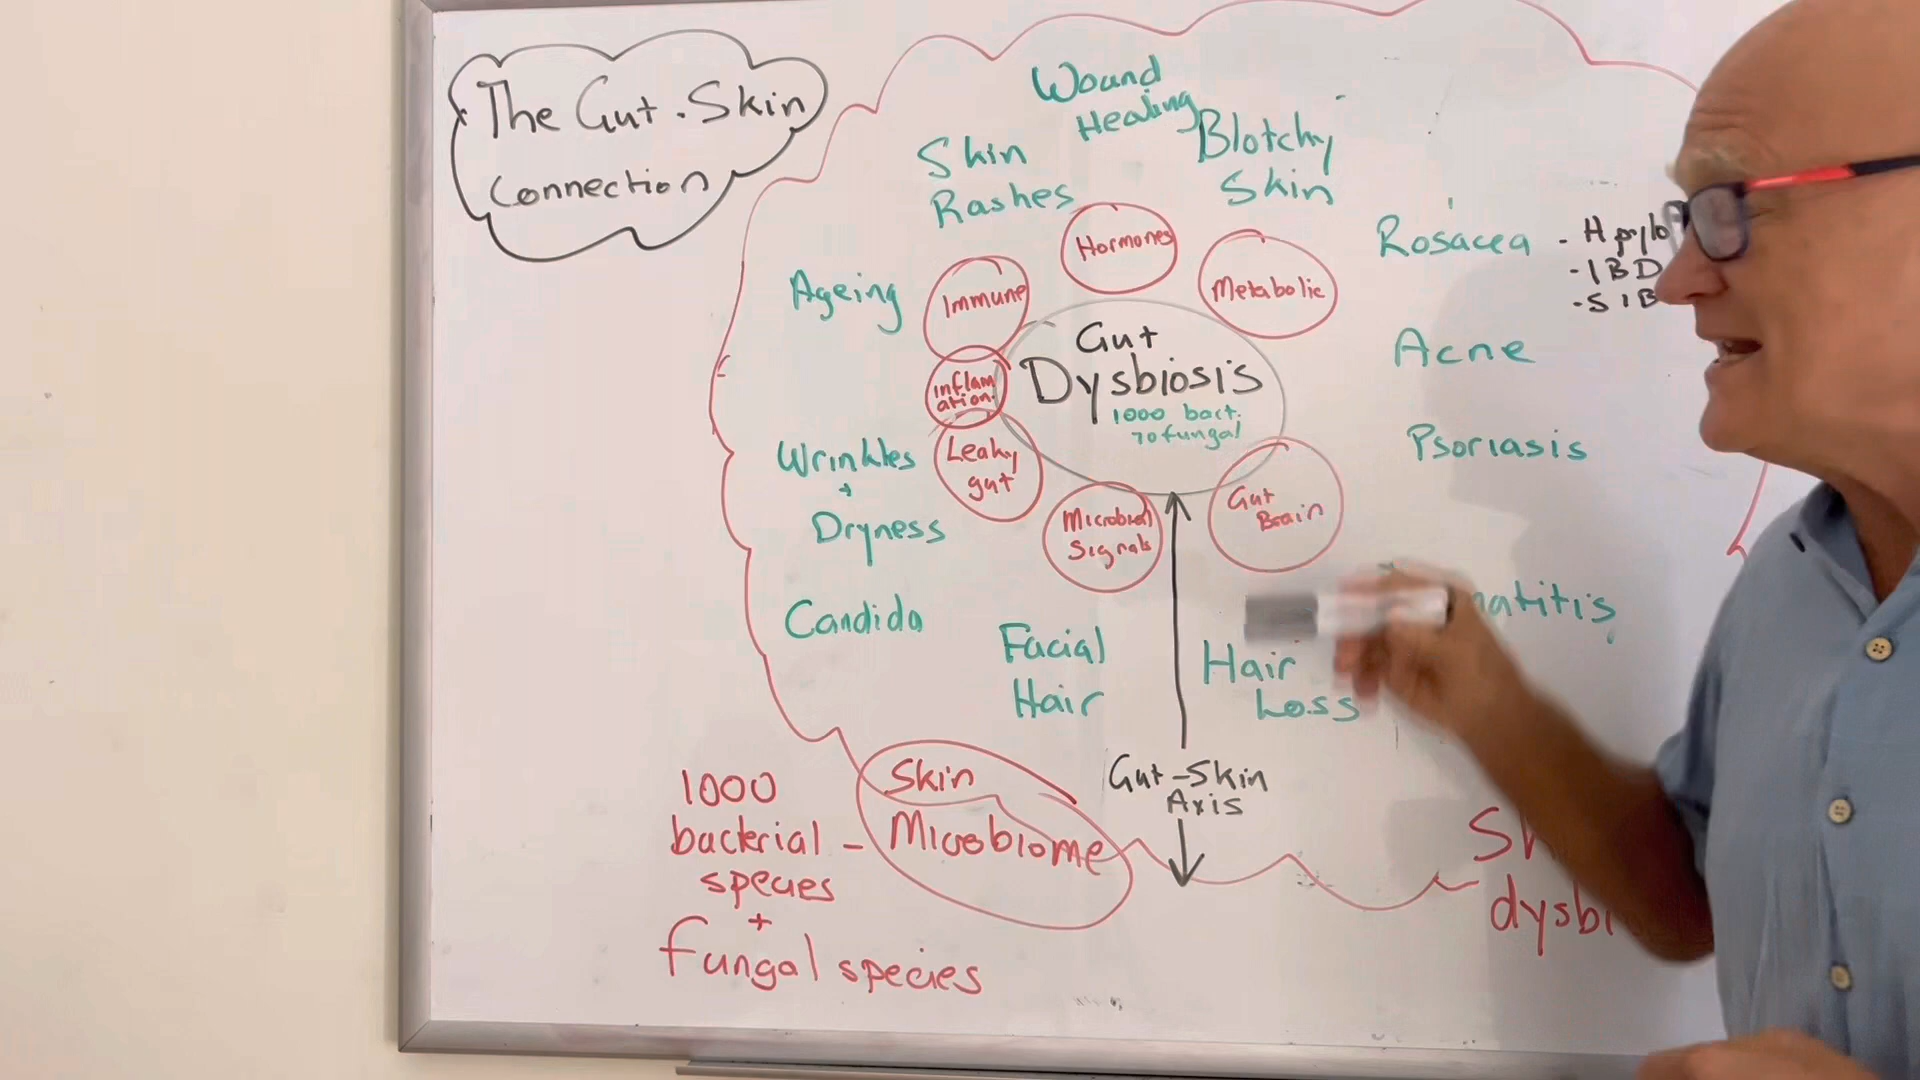 The Gut-Skin
Connection
Wound
Healing
Blotchy
Skin
Skin
Rashes
Hormones
Metabolic
Rosacea
- IBD
Ageing
Immune
Gut
Dysbiosis
1000 bact.
70 fungal
Inflam
ation
Acne
Wrinkles
+
Dryness
Leaky
gut
Psoriasis
Microbial
Signals
Gut
Brain
Candida
Facial
Hair
Hair
Loss
Gut-Skin
Axis
Skin
Microbiome
1000
bacterial -
species
+
fungal species